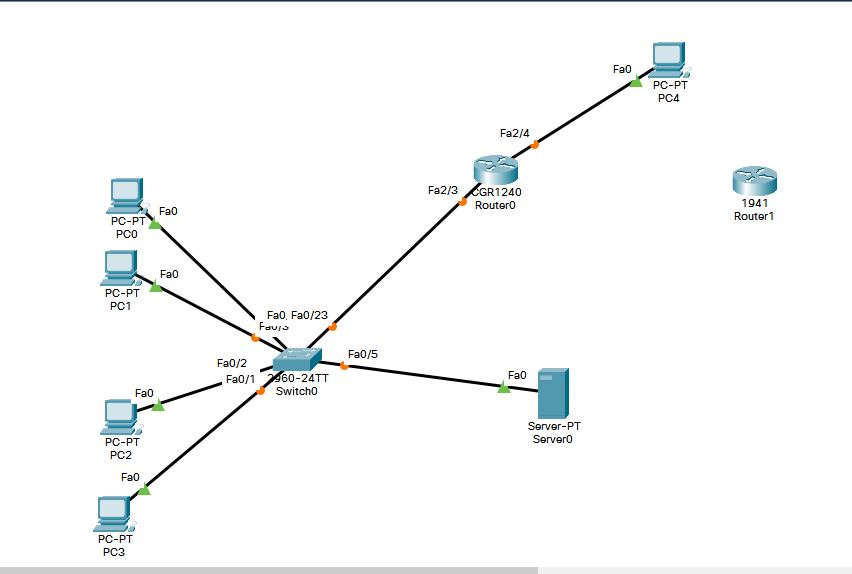 Fa0
PC-PT
PC4
Fa2/4
Fa2/3
CGR1240
Router0
1941
Router1
Fa0
PC-PT
PC0
Fa0
PC-PT
PC1
Fa0, Fa0/23
Fa0/3
Fa0/5
Fa0/2
Fa0/1
2960-24TT
Switch0
Fa0
Server-PT
Server0
Fa0
PC-PT
PC2
Fa0
PC-PT
PC3